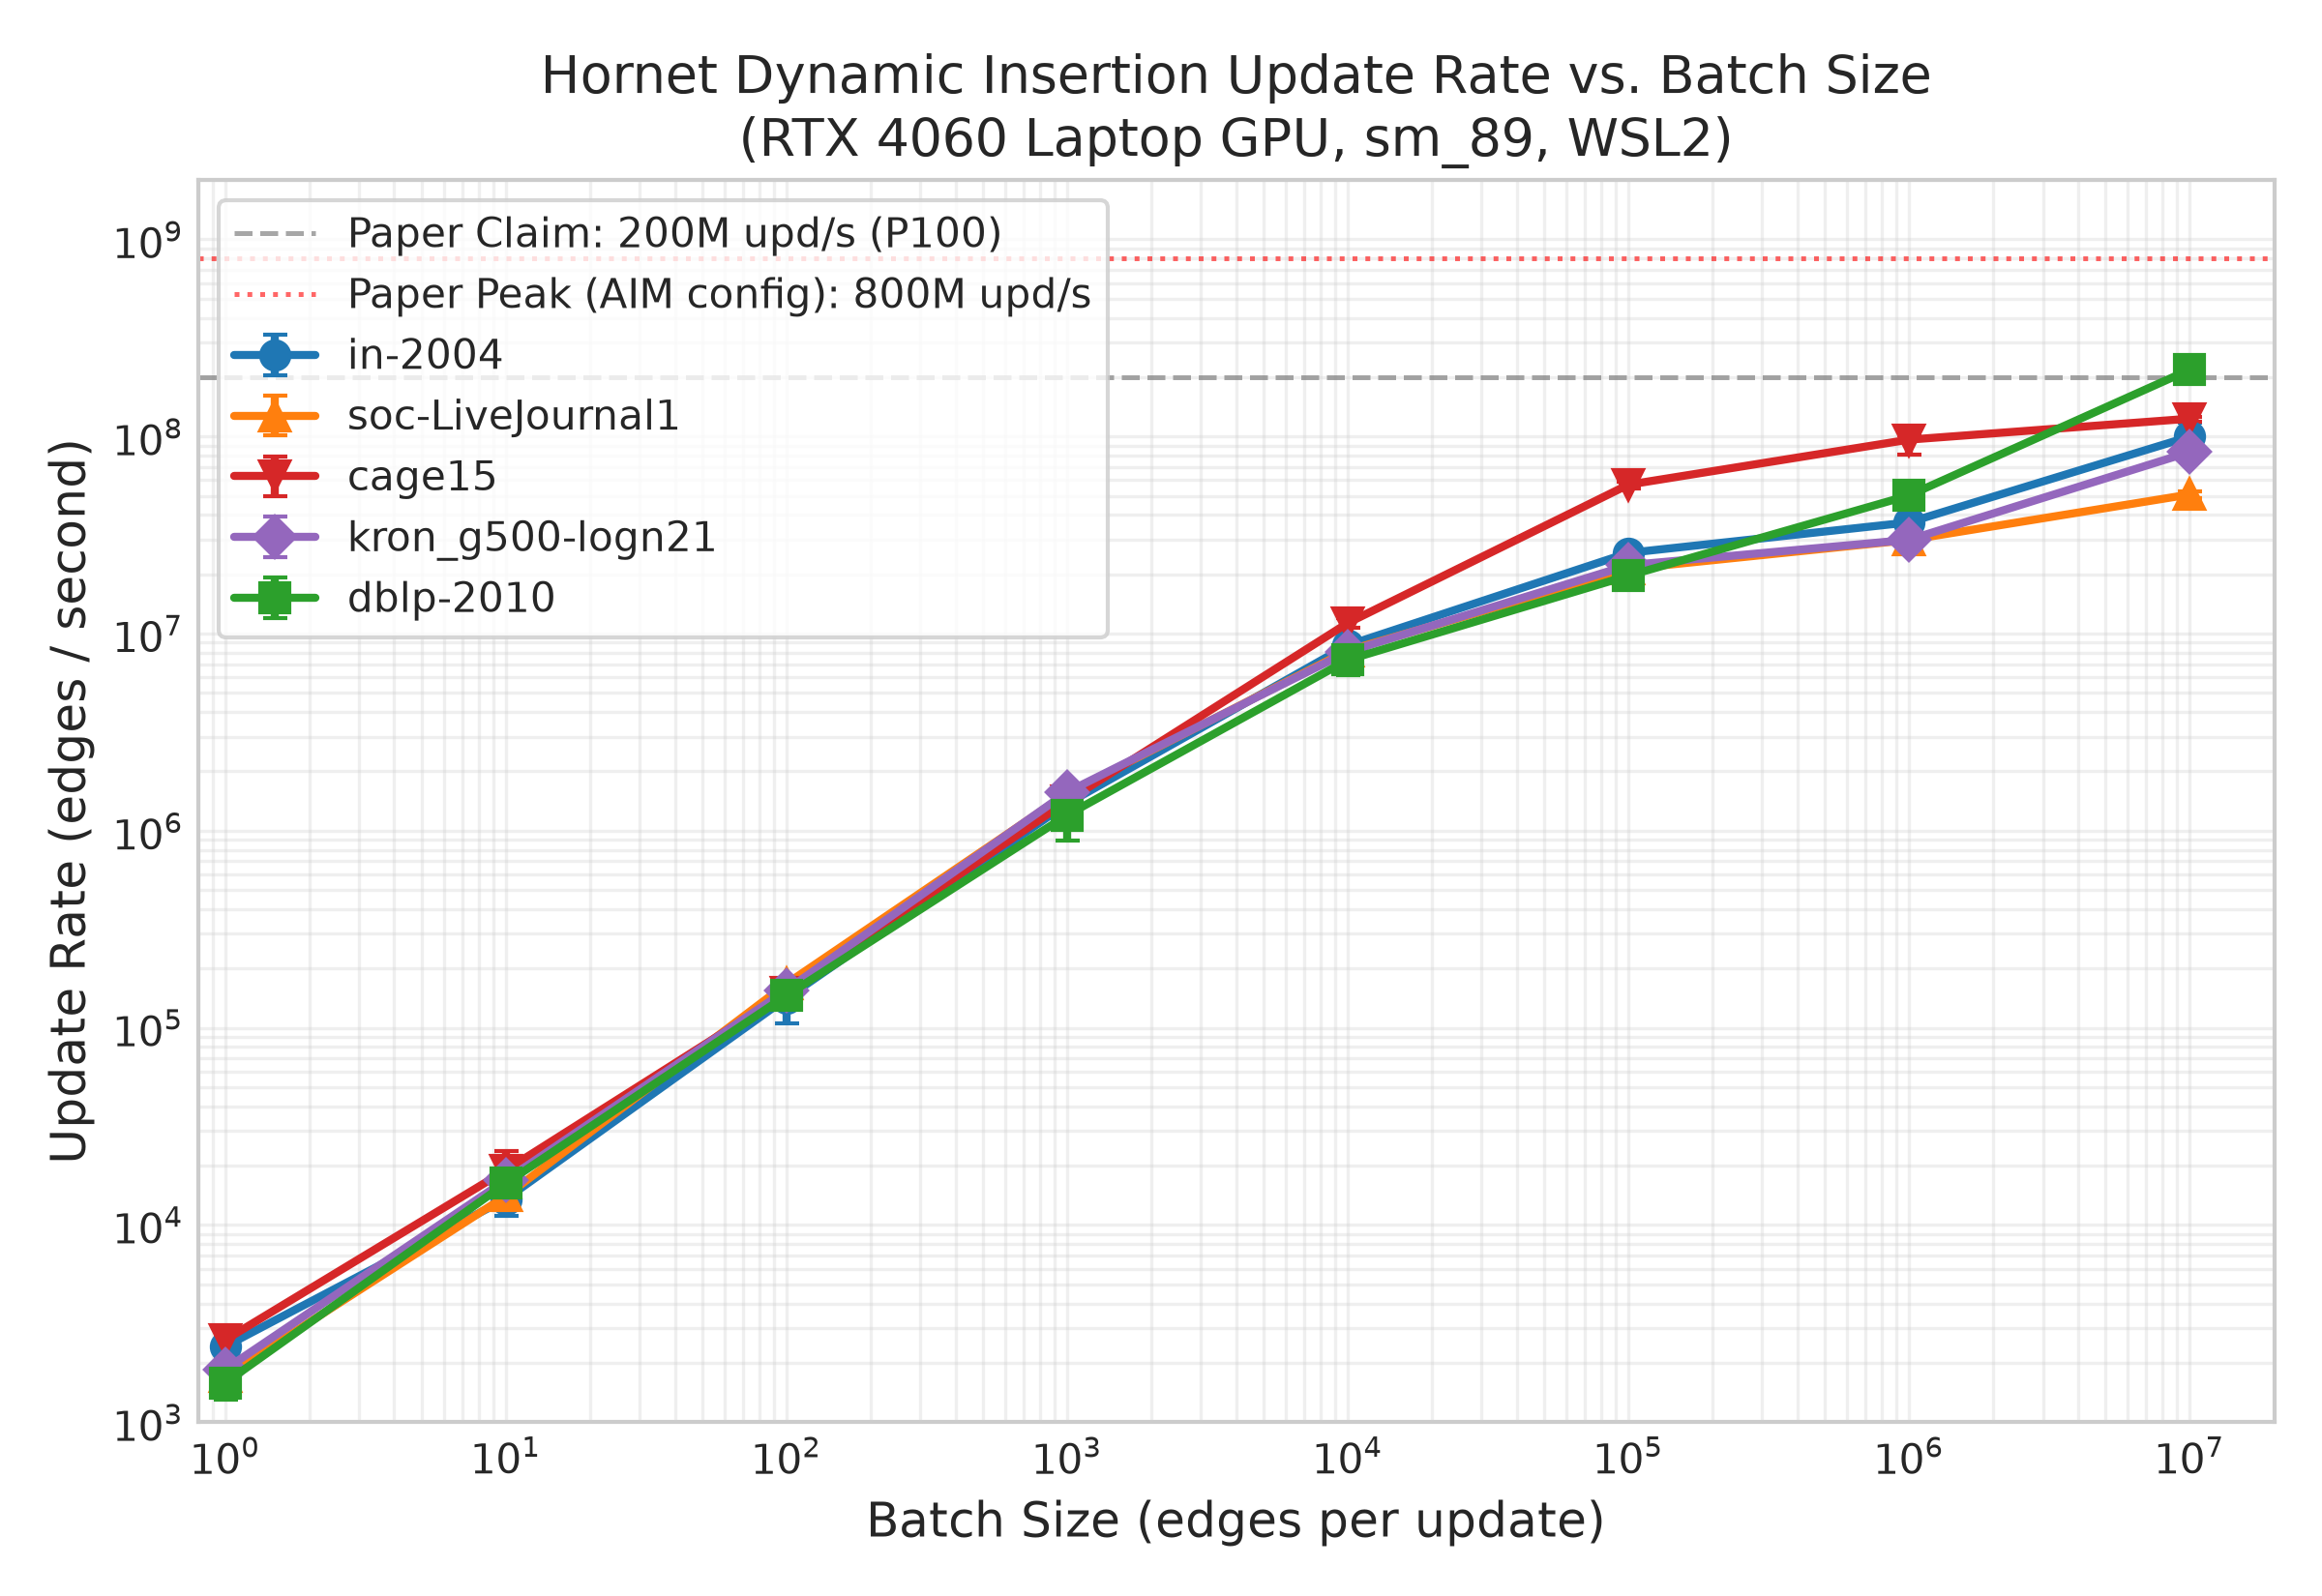 Hornet Dynamic Insertion Update Rate vs. Batch Size
(RTX 4060 Laptop GPU, sm_89, WSL2)
Paper Claim: 200M upd/s (P100)
Paper Peak (AIM config): 800M upd/s
in-2004
soc-LiveJournal1
cage15
kron_g500-logn21
dblp-2010
Update Rate (edges / second)
10⁹
10⁸
10⁷
10⁶
10⁵
10⁴
10³
10⁰ 10¹ 10² 10³ 10⁴ 10⁵ 10⁶ 10⁷
Batch Size (edges per update)